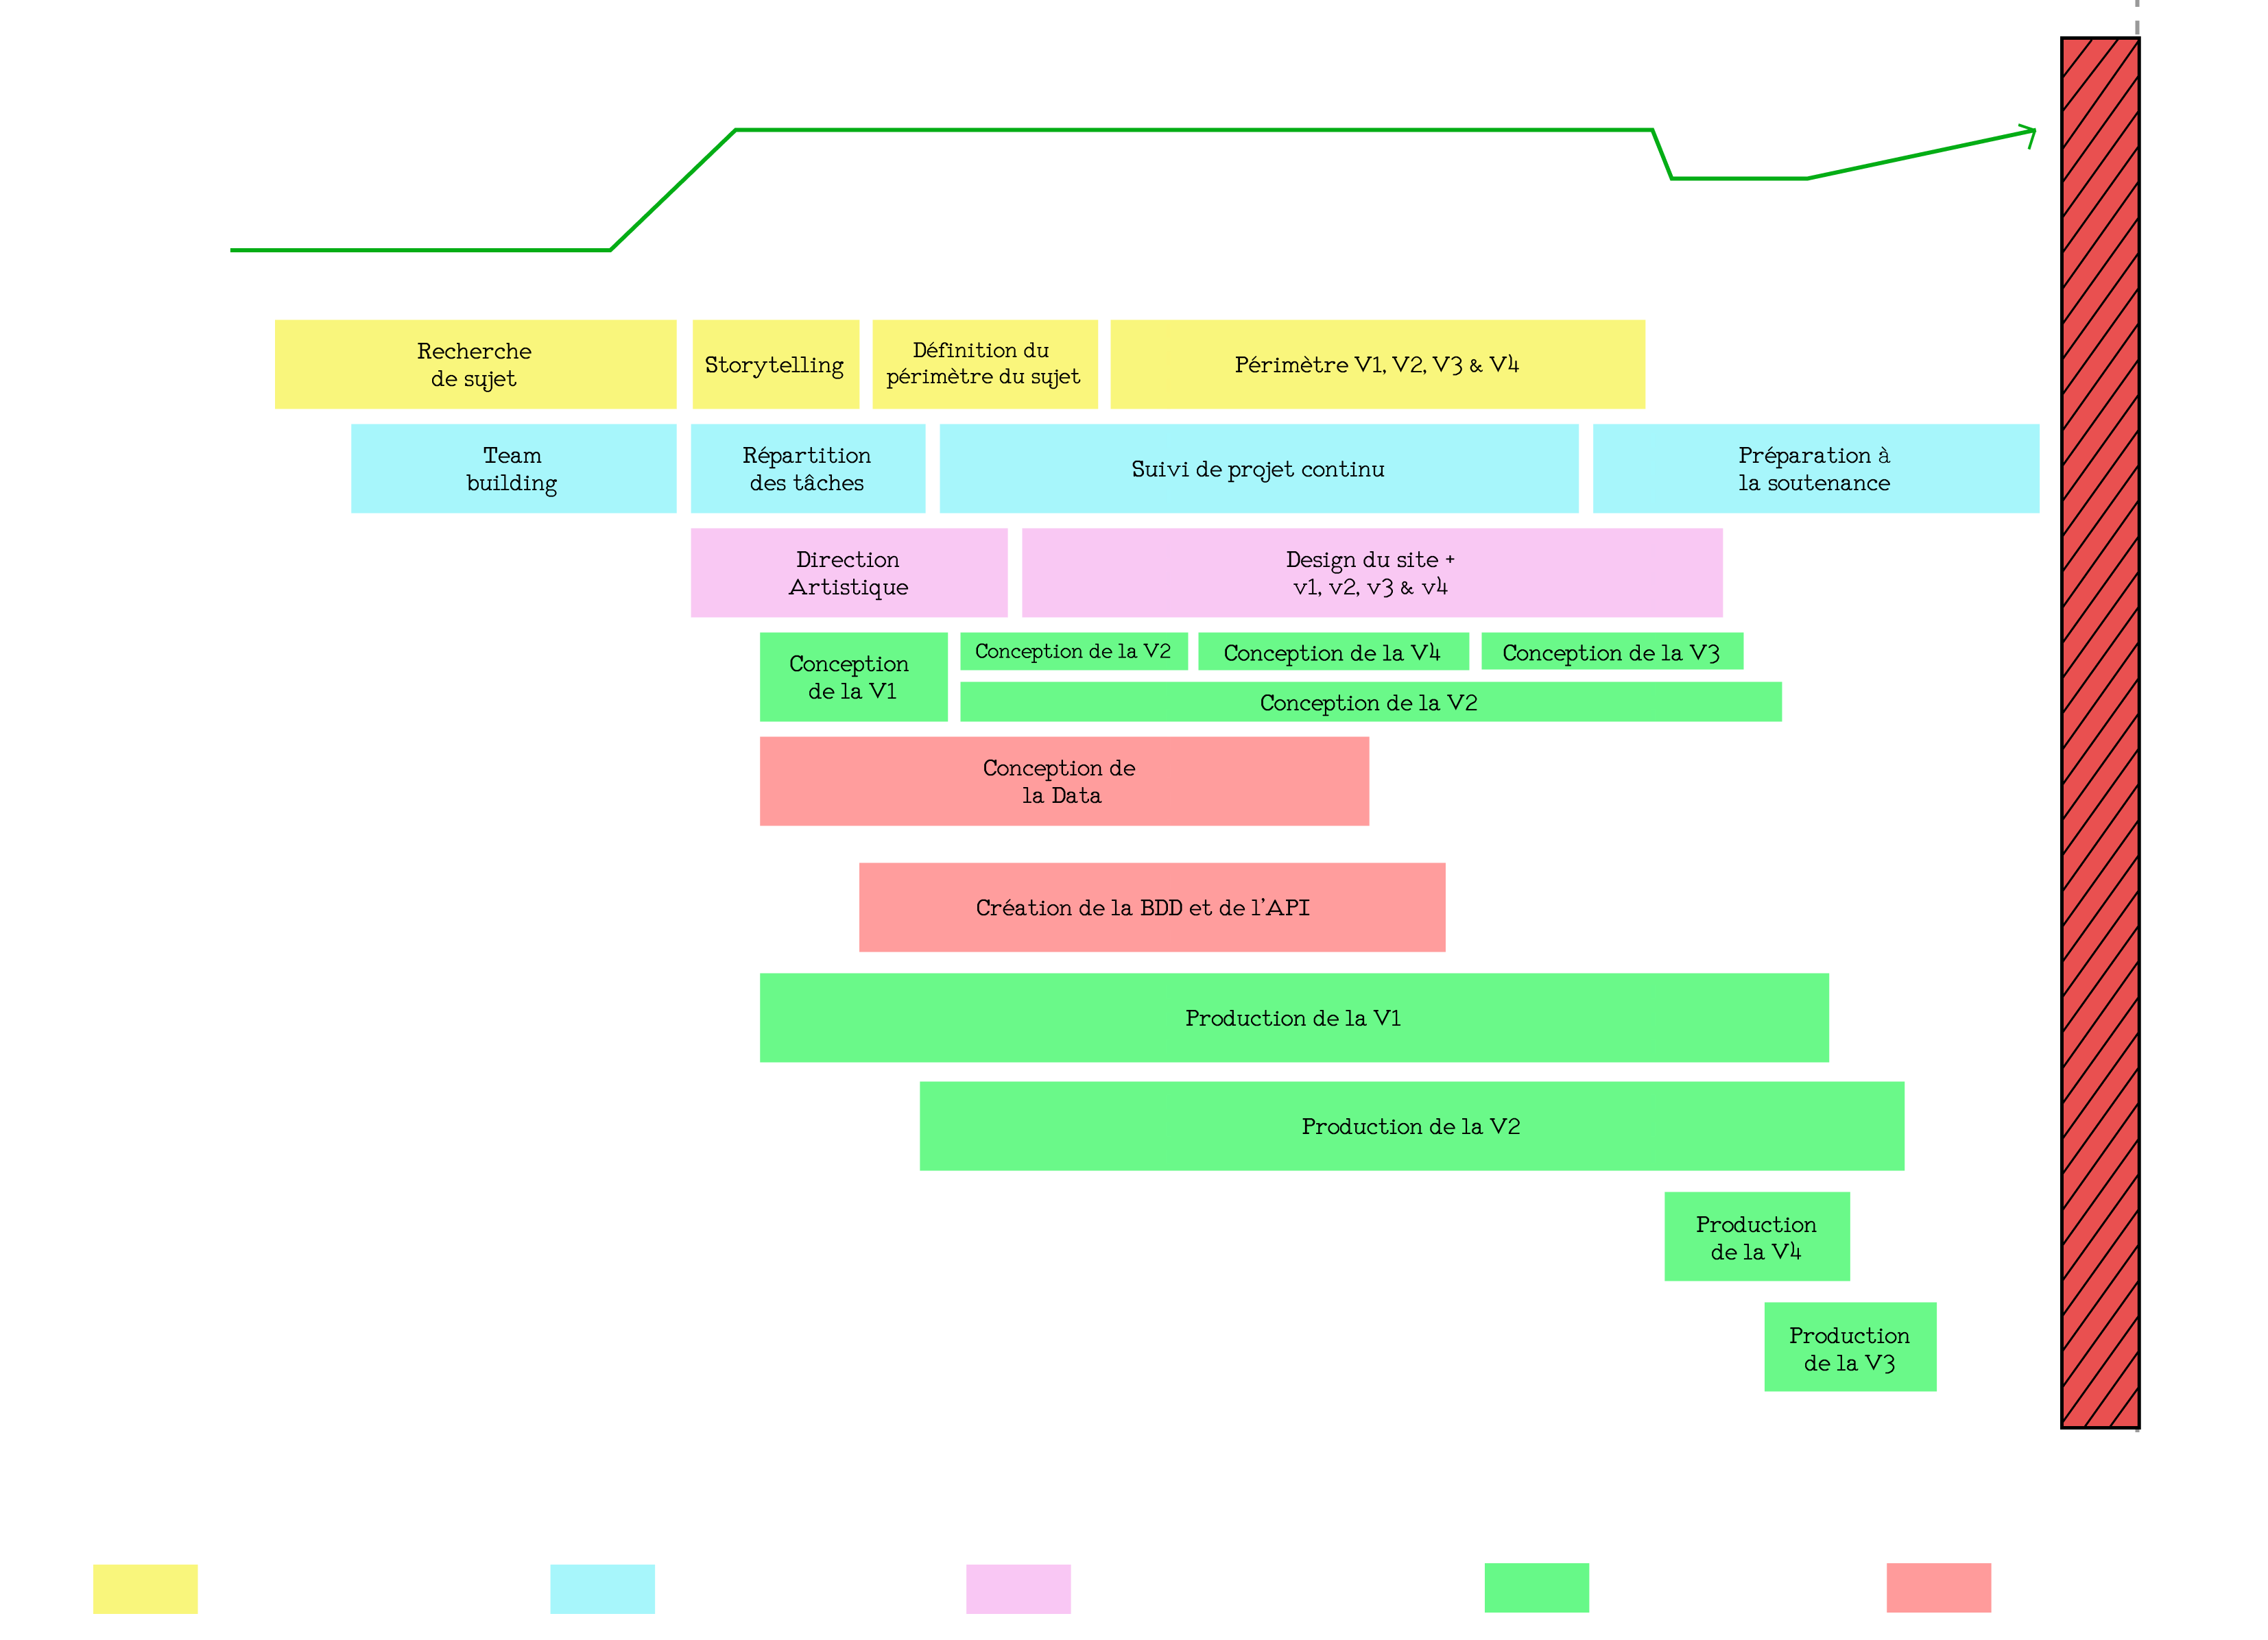 Recherche
de sujet
Storytelling
Définition du
périmètre du sujet
Périmètre V1, V2, V3 & V4
Team
building
Répartition
des tâches
Suivi de projet continu
Préparation à
la soutenance
Direction
Artistique
Design du site +
v1, v2, v3 & v4
Conception
de la V1
Conception de la V2
Conception de la V4
Conception de la V3
Conception de la V2
Conception de
la Data
Création de la BDD et de l'API
Production de la V1
Production de la V2
Production
de la V4
Production
de la V3